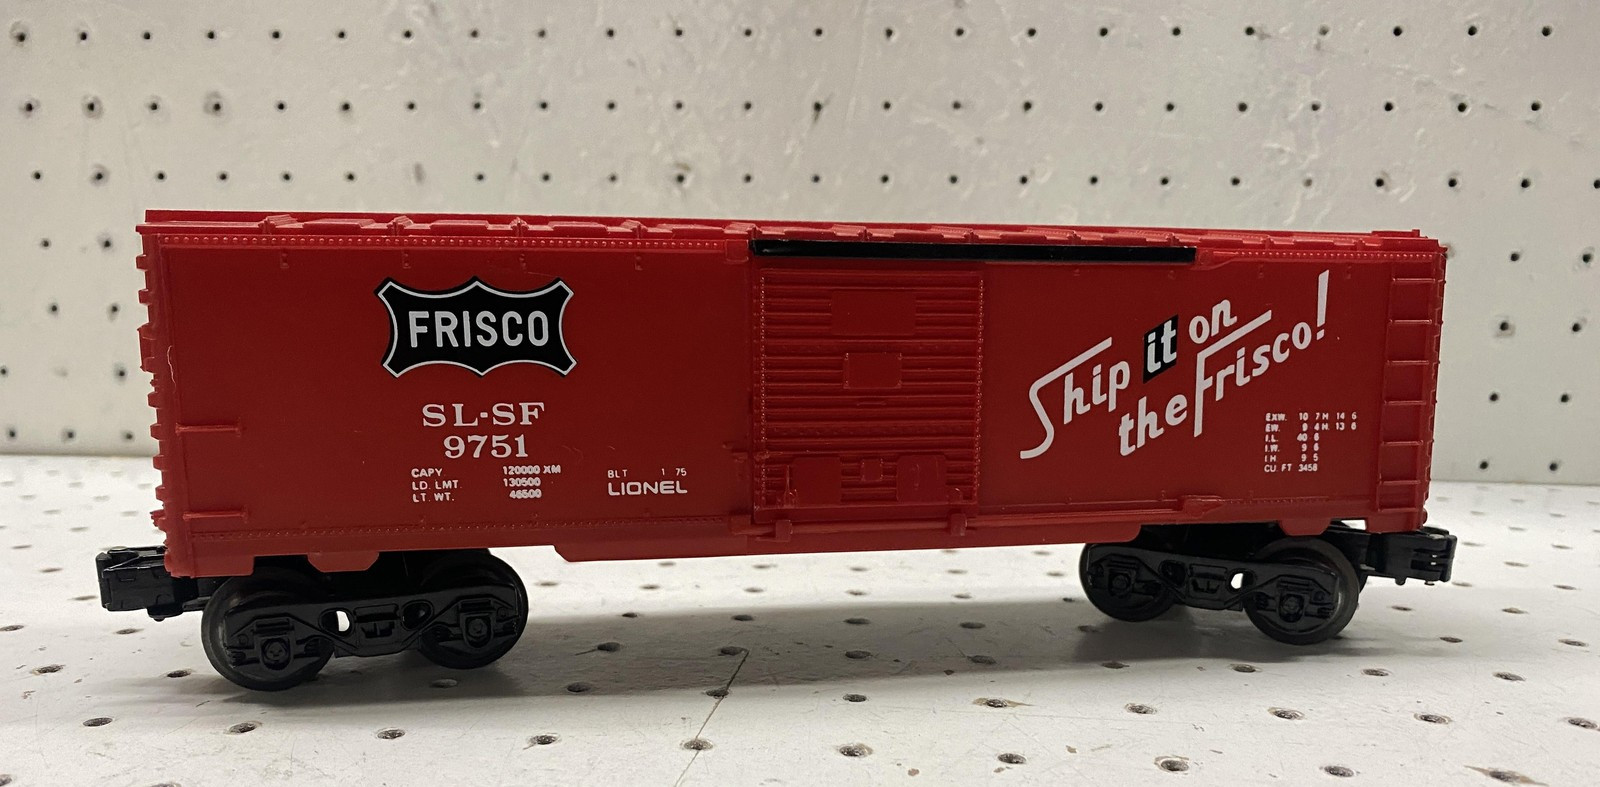 FRISCO
SL-SF
9751
CAPY. 120000 XM
LD. LMT. 130500
LT. WT. 46500
BLT 1 75
LIONEL
Ship it on
the Frisco!
EXW. 10 7 H 14 6
EW. 9 4 H. 13 6
I.L. 40 6
I.W. 9 6
I H 9 5
CU. FT 3458